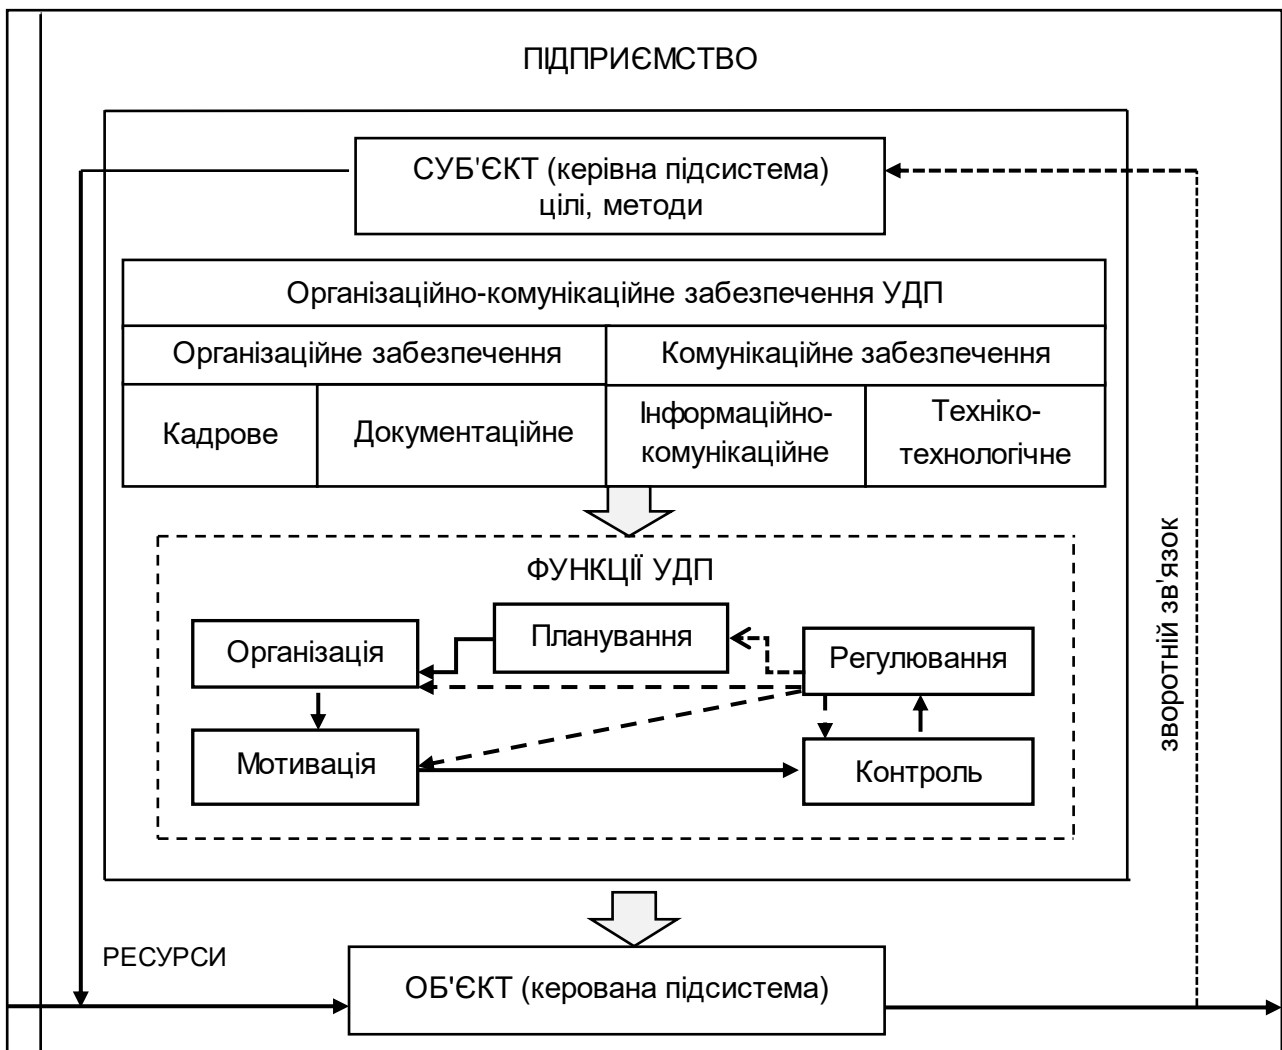 ПІДПРИЄМСТВО
СУБ'ЄКТ (керівна підсистема)
цілі, методи
Організаційно-комунікаційне забезпечення УДП
Організаційне забезпечення
Комунікаційне забезпечення
Кадрове
Документаційне
Інформаційно-
комунікаційне
Техніко-
технологічне
ФУНКЦІЇ УДП
Планування
Організація
Регулювання
Мотивація
Контроль
зворотній зв'язок
РЕСУРСИ
ОБ'ЄКТ (керована підсистема)